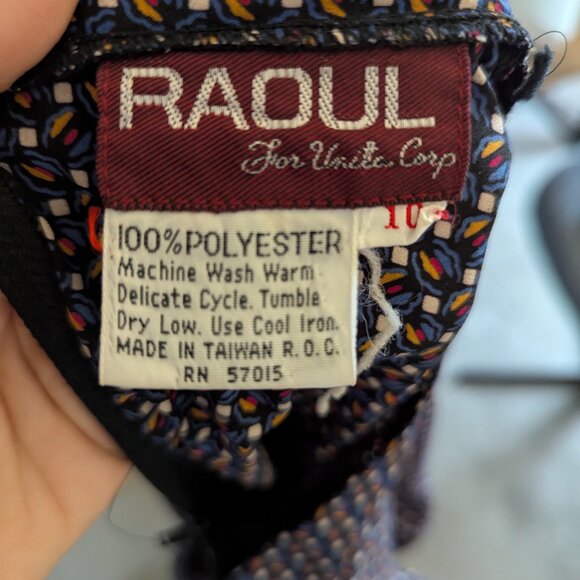 RAOUL
For Unite Corp
10
100%POLYESTER
Machine Wash Warm
Delicate Cycle. Tumble
Dry Low. Use Cool Iron.
MADE IN TAIWAN R.O.C.
RN 57015